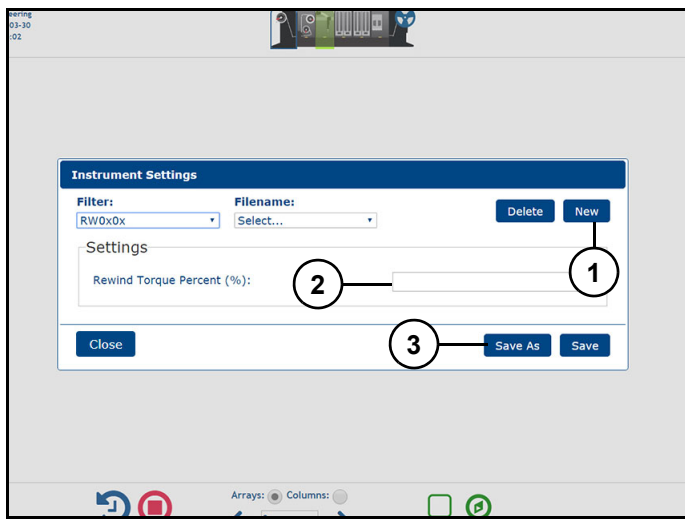 eering
03-30
:02
Instrument Settings
Filter:
Filename:
RW0x0x
Select...
Delete
New
Settings
1
Rewind Torque Percent (%):
2
3
Close
Save As
Save
Arrays:
Columns: